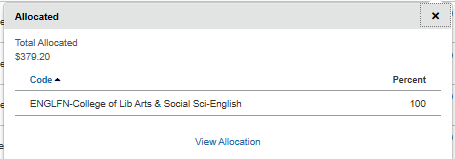 Allocated ×
Total Allocated
$379.20
Code Percent
ENGLFN-College of Lib Arts & Social Sci-English 100
View Allocation